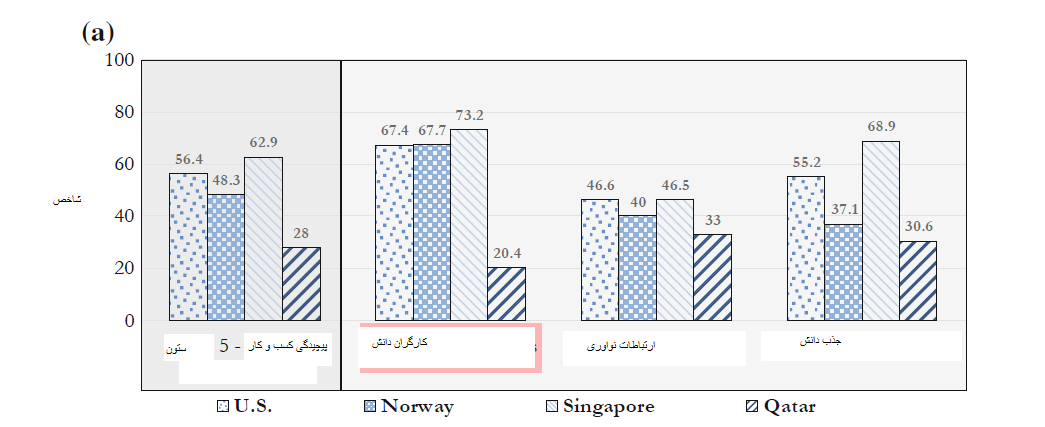 (a)
100
80
60
40
20
0
شاخص
56.4 48.3 62.9 28
67.4 67.7 73.2 20.4
46.6 40 46.5 33
55.2 37.1 68.9 30.6
ستون 5 - پیچیدگی کسب و کار
کارگران دانش
ارتباطات نوآوری
جذب دانش
U.S. Norway Singapore Qatar